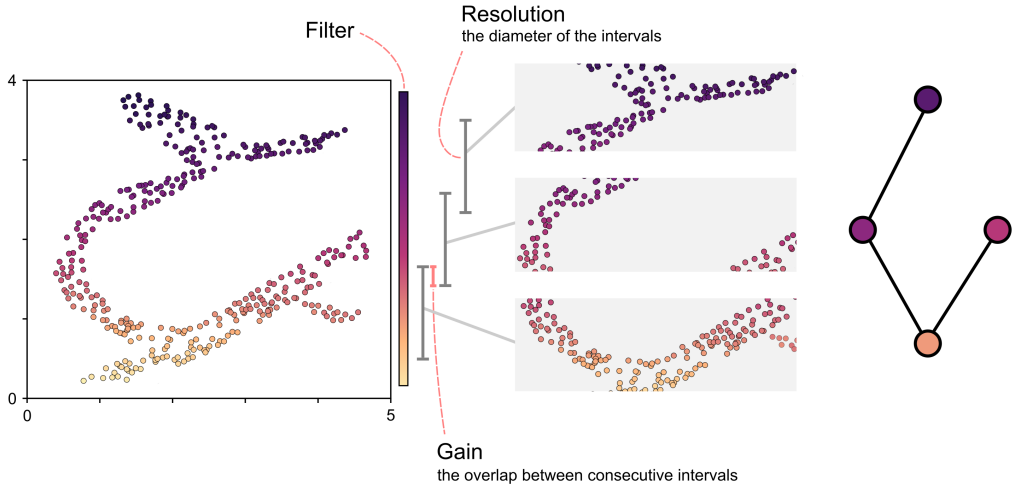 Resolution
the diameter of the intervals
Filter
4
0
0
5
Gain
the overlap between consecutive intervals